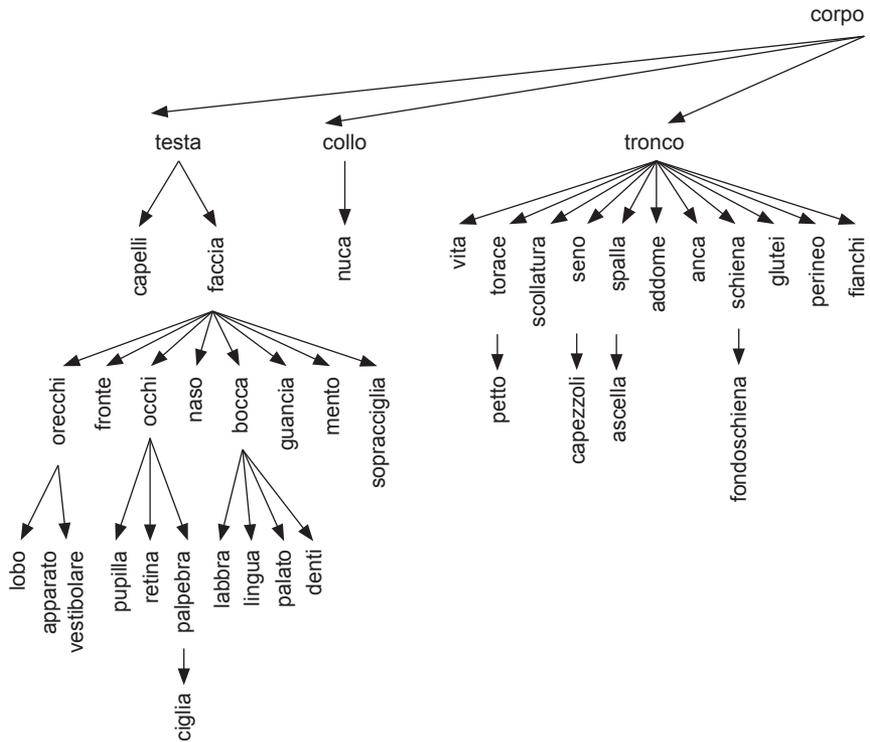 corpo
testa
collo
tronco
capelli
faccia
nuca
vita
torace
scollatura
seno
spalla
addome
anca
schiena
glutei
perineo
fianchi
orecchi
fronte
occhi
naso
bocca
guancia
mento
sopracciglia
petto
capezzoli
ascella
fondoschiena
lobo
apparato
vestibolare
pupilla
retina
palpebra
labbra
lingua
palato
denti
ciglia